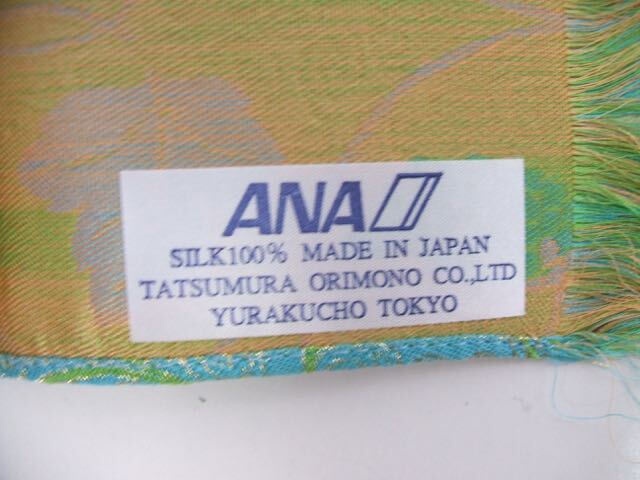 ANA
SILK100% MADE IN JAPAN
TATSUMURA ORIMONO CO.,LTD
YURAKUCHO TOKYO